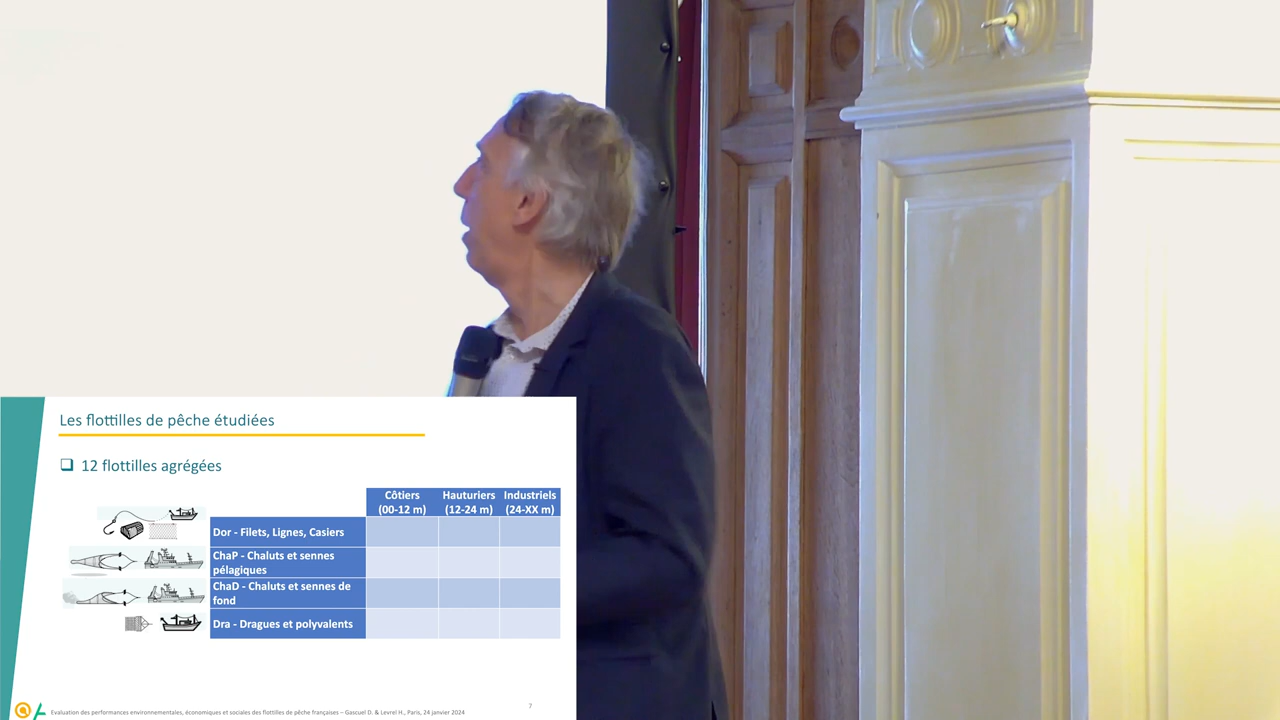 Les flottilles de pêche étudiées
12 flottilles agrégées
Côtiers
(00-12 m)
Hauturiers
(12-24 m)
Industriels
(24-XX m)
Dor - Filets, Lignes, Casiers
ChaP - Chaluts et sennes
pélagiques
ChaD - Chaluts et sennes de
fond
Dra - Dragues et polyvalents
Evaluation des performances environnementales, économiques et sociales des flottilles de pêche françaises – Gascuel D. & Levrel H., Paris, 24 janvier 2024
7